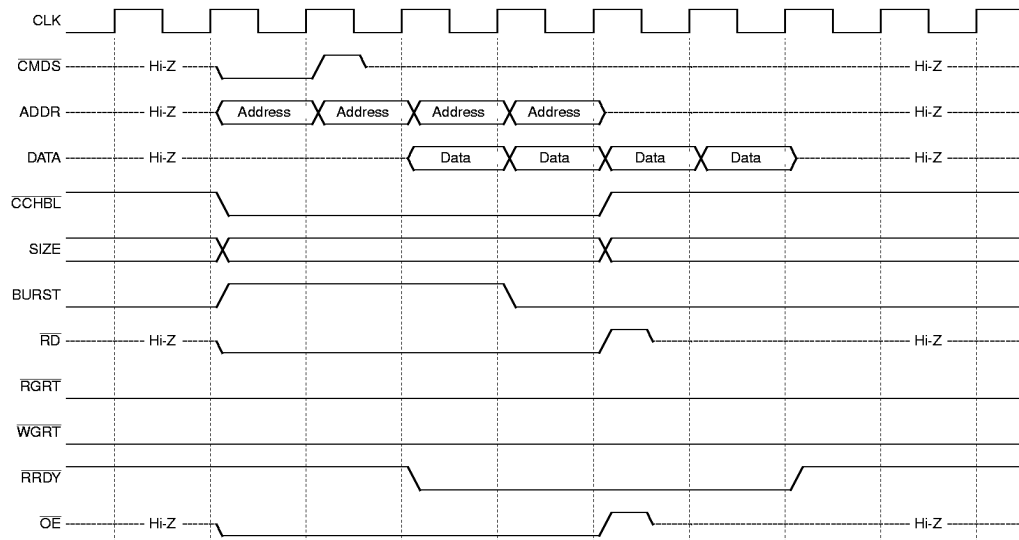 CLK
CMDS Hi-Z Hi-Z
ADDR Hi-Z Address Address Address Address Hi-Z
DATA Hi-Z Data Data Data Data Hi-Z
CCHBL
SIZE
BURST
RD Hi-Z Hi-Z
RGRT
WGRT
RRDY
OE Hi-Z Hi-Z